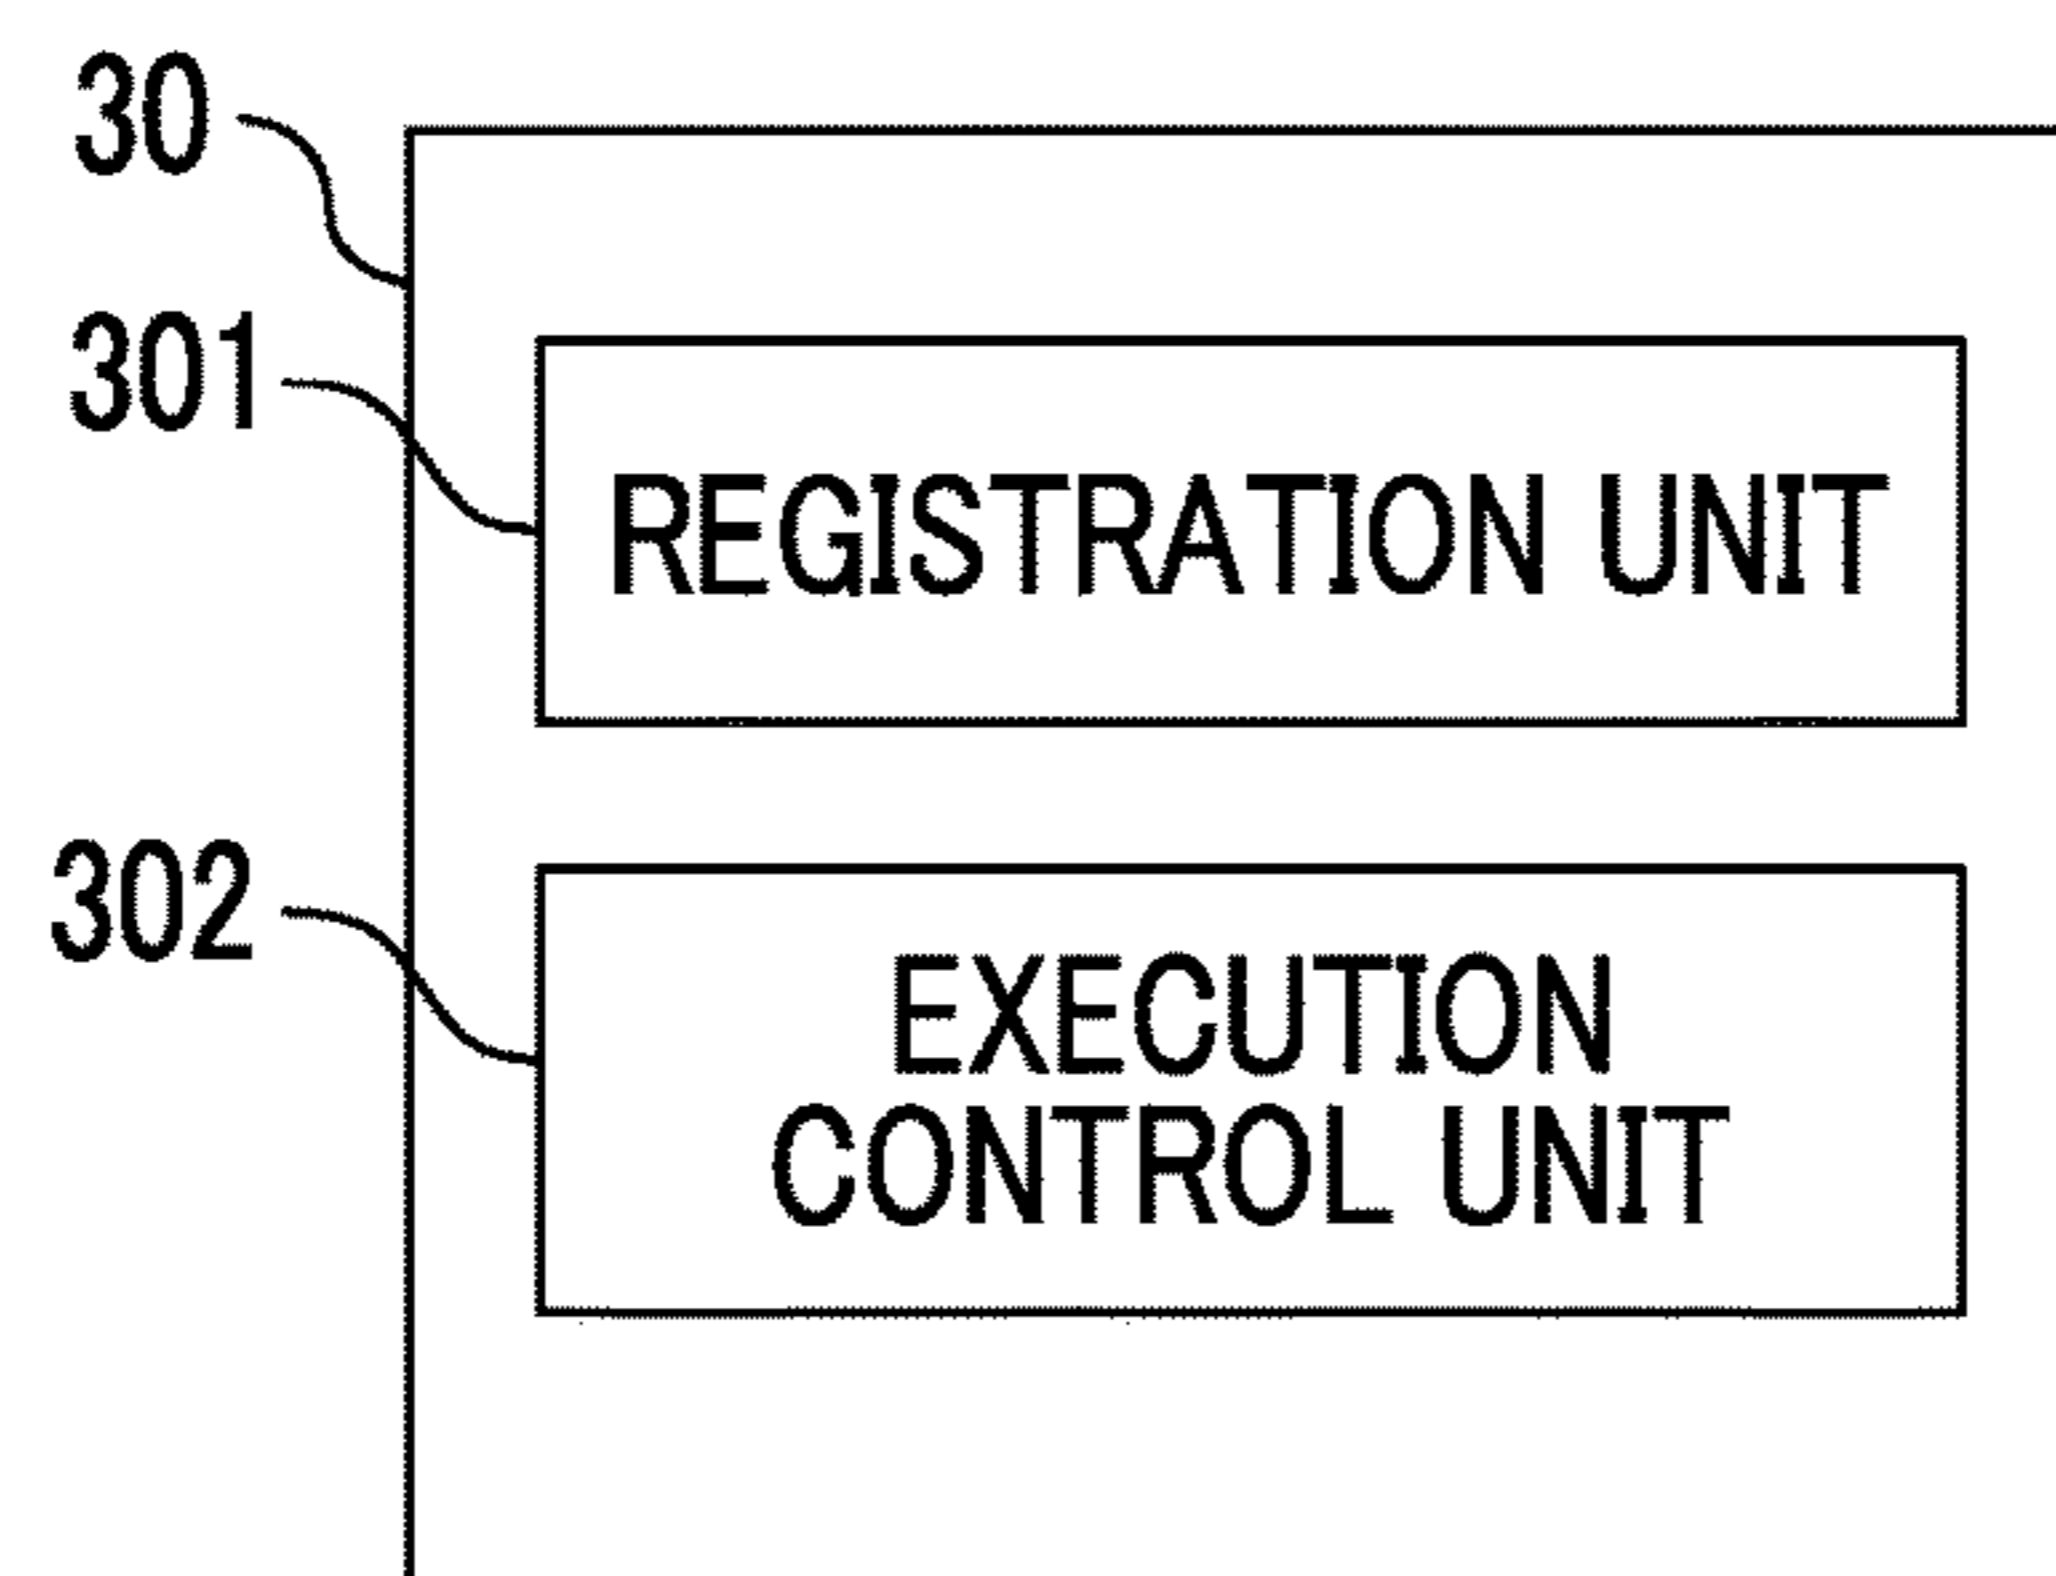 30
301
REGISTRATION UNIT
302
EXECUTION
CONTROL UNIT